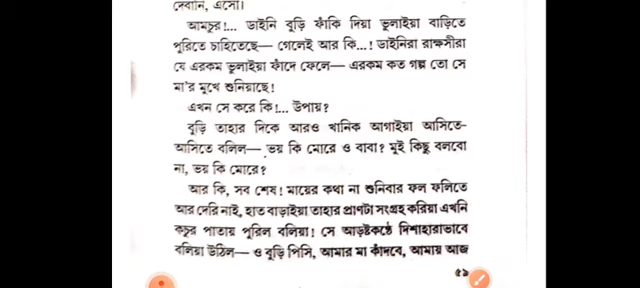 দেবানি, এসো।
আমচুর!... ডাইনি বুড়ি ফাঁকি দিয়া ভুলাইয়া বাড়িতে
পুরিতে চাহিতেছে— গেলেই আর কি...! ডাইনিরা রাক্ষসীরা
যে এরকম ভুলাইয়া ফাঁদে ফেলে— এরকম কত গল্প তো সে
মা'র মুখে শুনিয়াছে!
এখন সে করে কি!... উপায়?
বুড়ি তাহার দিকে আরও খানিক আগাইয়া আসিতে-
আসিতে বলিল— ভয় কি মোরে ও বাবা? মুই কিছু বলবো
না, ভয় কি মোরে?
আর কি, সব শেষ! মায়ের কথা না শুনিবার ফল ফলিতে
আর দেরি নাই, হাত বাড়াইয়া তাহার প্রাণটা সংগ্রহ করিয়া এখনি
কচুর পাতায় পুরিল বলিয়া! সে আড়ষ্টকণ্ঠে দিশাহারাভাবে
বলিয়া উঠিল— ও বুড়ি পিসি, আমার মা কাঁদবে, আমায় আজ
৫৯